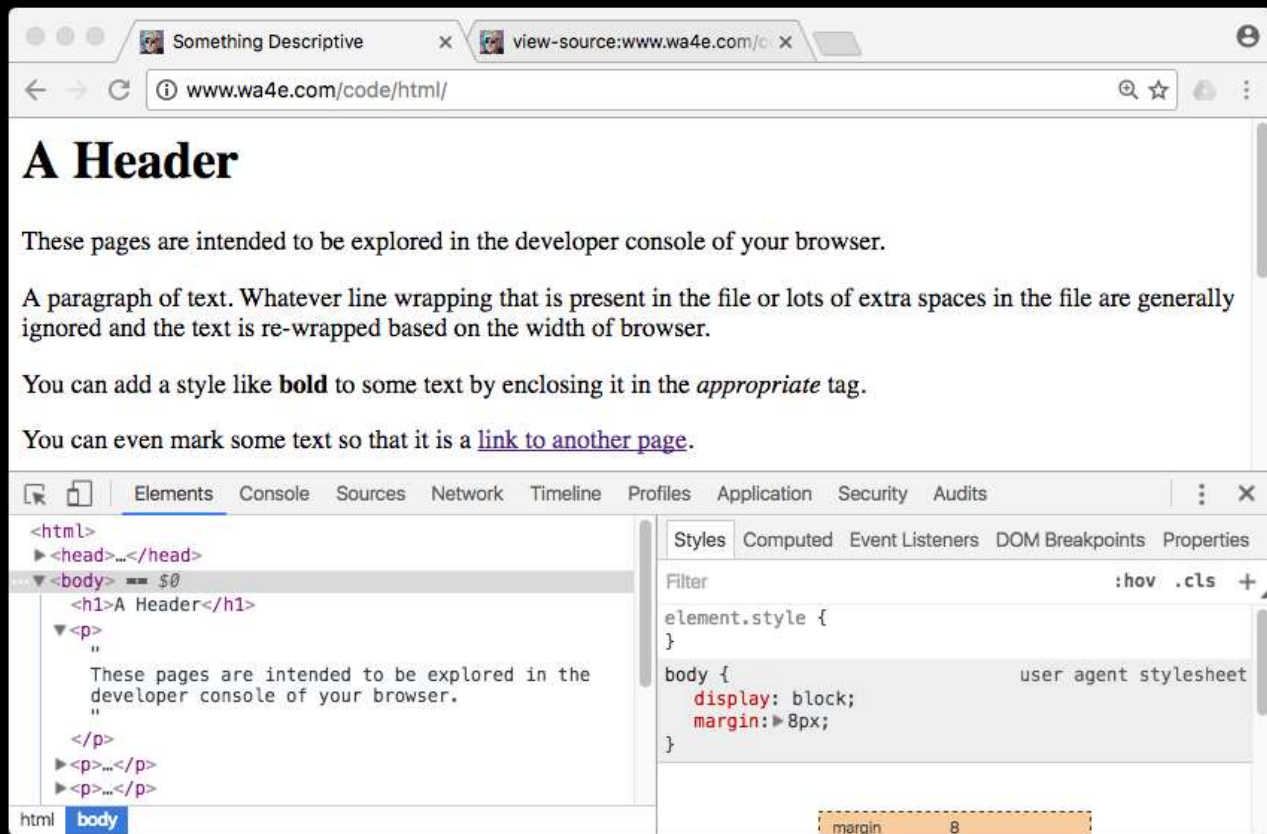 Something Descriptive
view-source:www.wa4e.com/c
www.wa4e.com/code/html/
A Header
These pages are intended to be explored in the developer console of your browser.
A paragraph of text. Whatever line wrapping that is present in the file or lots of extra spaces in the file are generally
ignored and the text is re-wrapped based on the width of browser.
You can add a style like bold to some text by enclosing it in the appropriate tag.
You can even mark some text so that it is a link to another page.
Elements Console Sources Network Timeline Profiles Application Security Audits
<html>
<head>…</head>
<body> == $0
<h1>A Header</h1>
<p>
"
These pages are intended to be explored in the
developer console of your browser.
"
</p>
<p>…</p>
<p>…</p>
html body
Styles Computed Event Listeners DOM Breakpoints Properties
Filter :hov .cls +
element.style {
}
body { user agent stylesheet
display: block;
margin: 8px;
}
margin 8